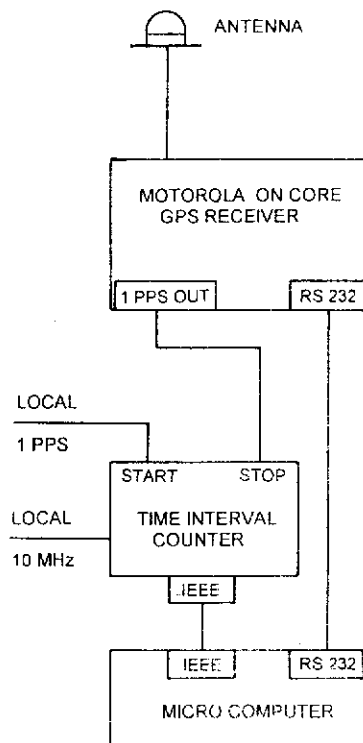 ANTENNA
MOTOROLA ON CORE
GPS RECEIVER
1 PPS OUT
RS 232
LOCAL
1 PPS
START
STOP
LOCAL
10 MHz
TIME INTERVAL
COUNTER
IEEE
IEEE
RS 232
MICRO COMPUTER